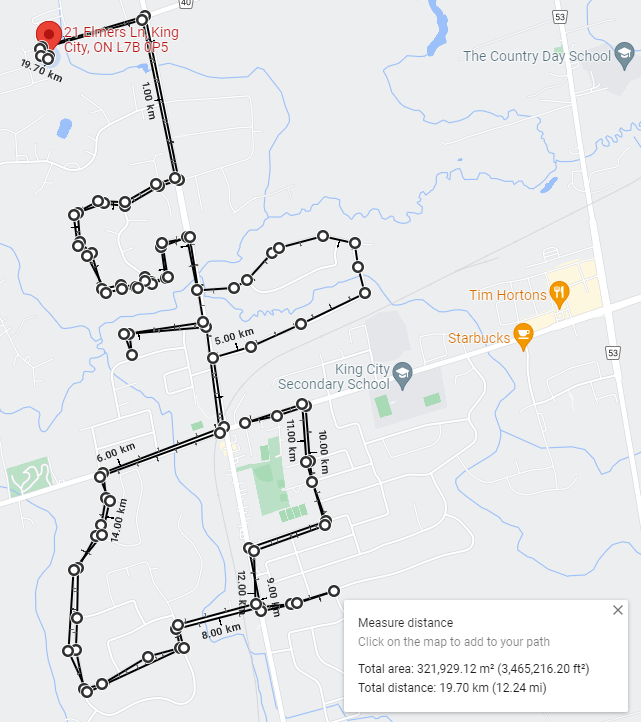 40
53
21 Elmers Ln, King
City, ON L7B 0P5
The Country Day School
19.70 km
1.00 km
Tim Hortons
5.00 km
Starbucks
53
King City
Secondary School
6.00 km
11.00 km
10.00 km
14.00 km
12.00 km
9.00 km
8.00 km
Measure distance
Click on the map to add to your path
Total area: 321,929.12 m² (3,465,216.20 ft²)
Total distance: 19.70 km (12.24 mi)